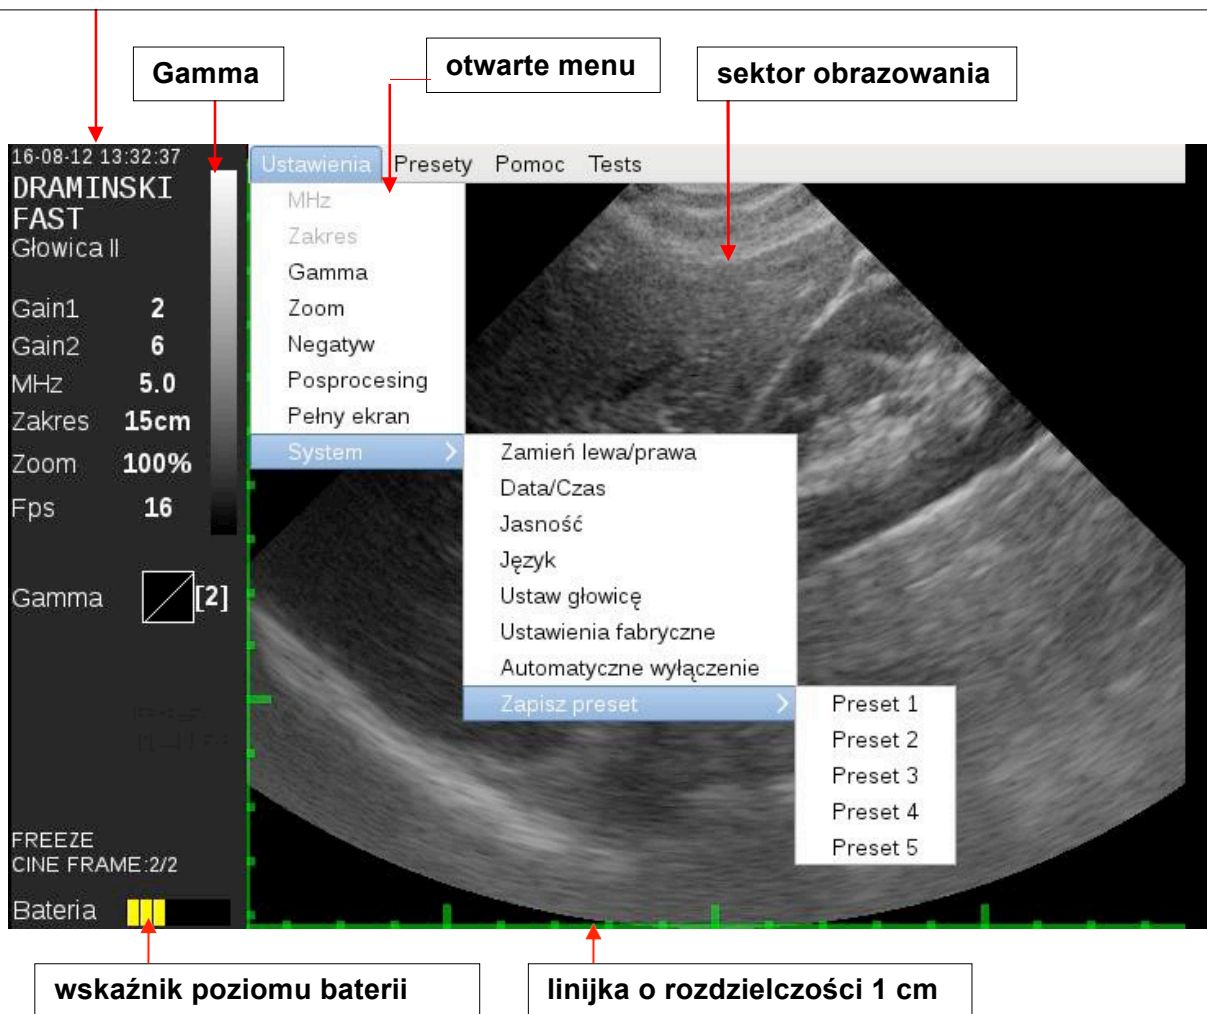 Gamma
otwarte menu
sektor obrazowania
16-08-12 13:32:37
DRAMINSKI
FAST
Głowica II
Gain1 2
Gain2 6
MHz 5.0
Zakres 15cm
Zoom 100%
Fps 16
Gamma [2]
FREEZE
CINE FRAME:2/2
Bateria
Ustawienia Presety Pomoc Tests
MHz
Zakres
Gamma
Zoom
Negatyw
Posprocesing
Pełny ekran
System >
Zamień lewa/prawa
Data/Czas
Jasność
Język
Ustaw głowicę
Ustawienia fabryczne
Automatyczne wyłączenie
Zapisz preset >
Preset 1
Preset 2
Preset 3
Preset 4
Preset 5
wskaźnik poziomu baterii
linijka o rozdzielczości 1 cm